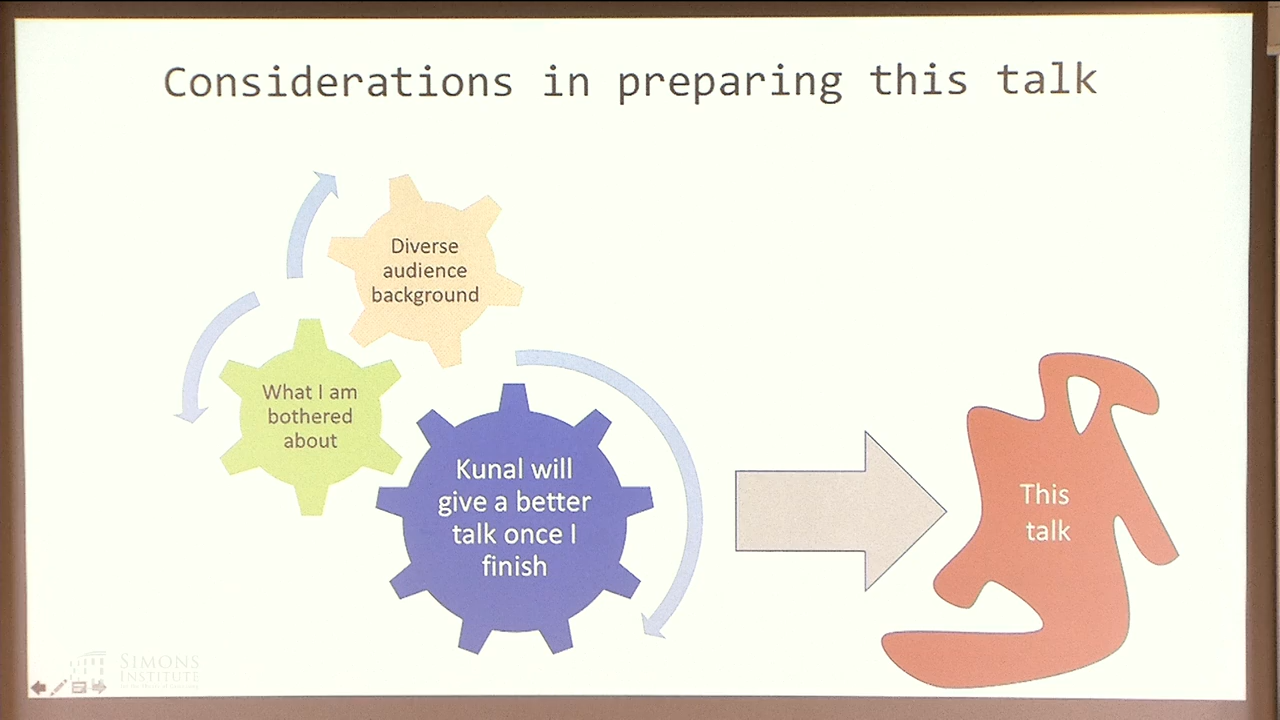 Considerations in preparing this talk
Diverse
audience
background
What I am
bothered
about
Kunal will
give a better
talk once I
finish
This
talk
SIMONS
INSTITUTE